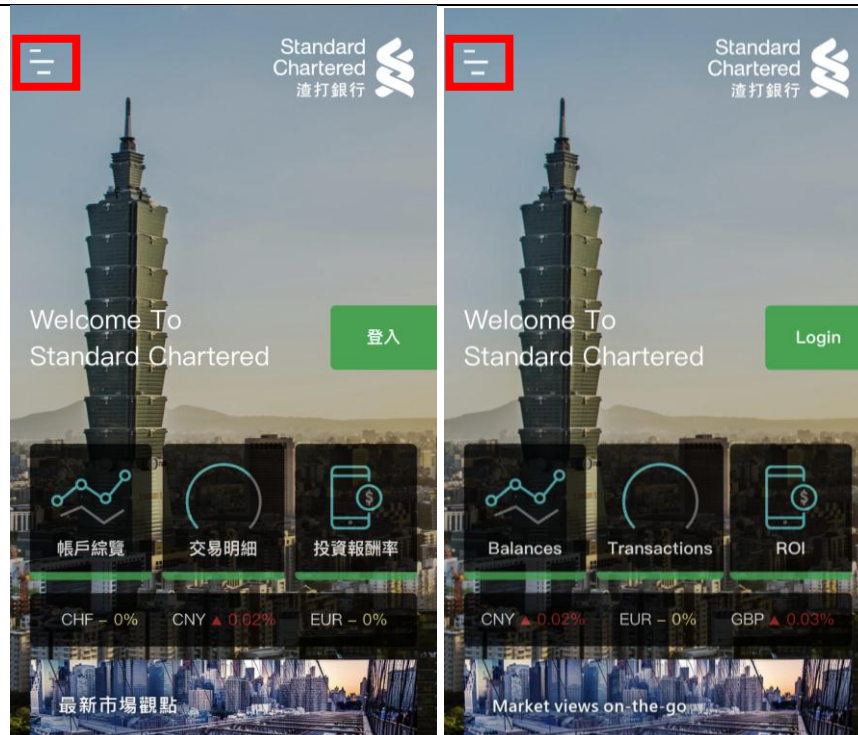 Standard
Chartered
渣打銀行
Welcome To
Standard Chartered
登入
帳戶綜覽
交易明細
投資報酬率
CHF – 0% CNY ▲ 0.02% EUR – 0%
最新市場觀點
Standard
Chartered
渣打銀行
Welcome To
Standard Chartered
Login
Balances
Transactions
ROI
CNY ▲ 0.02% EUR – 0% GBP ▲ 0.03%
Market views on-the-go